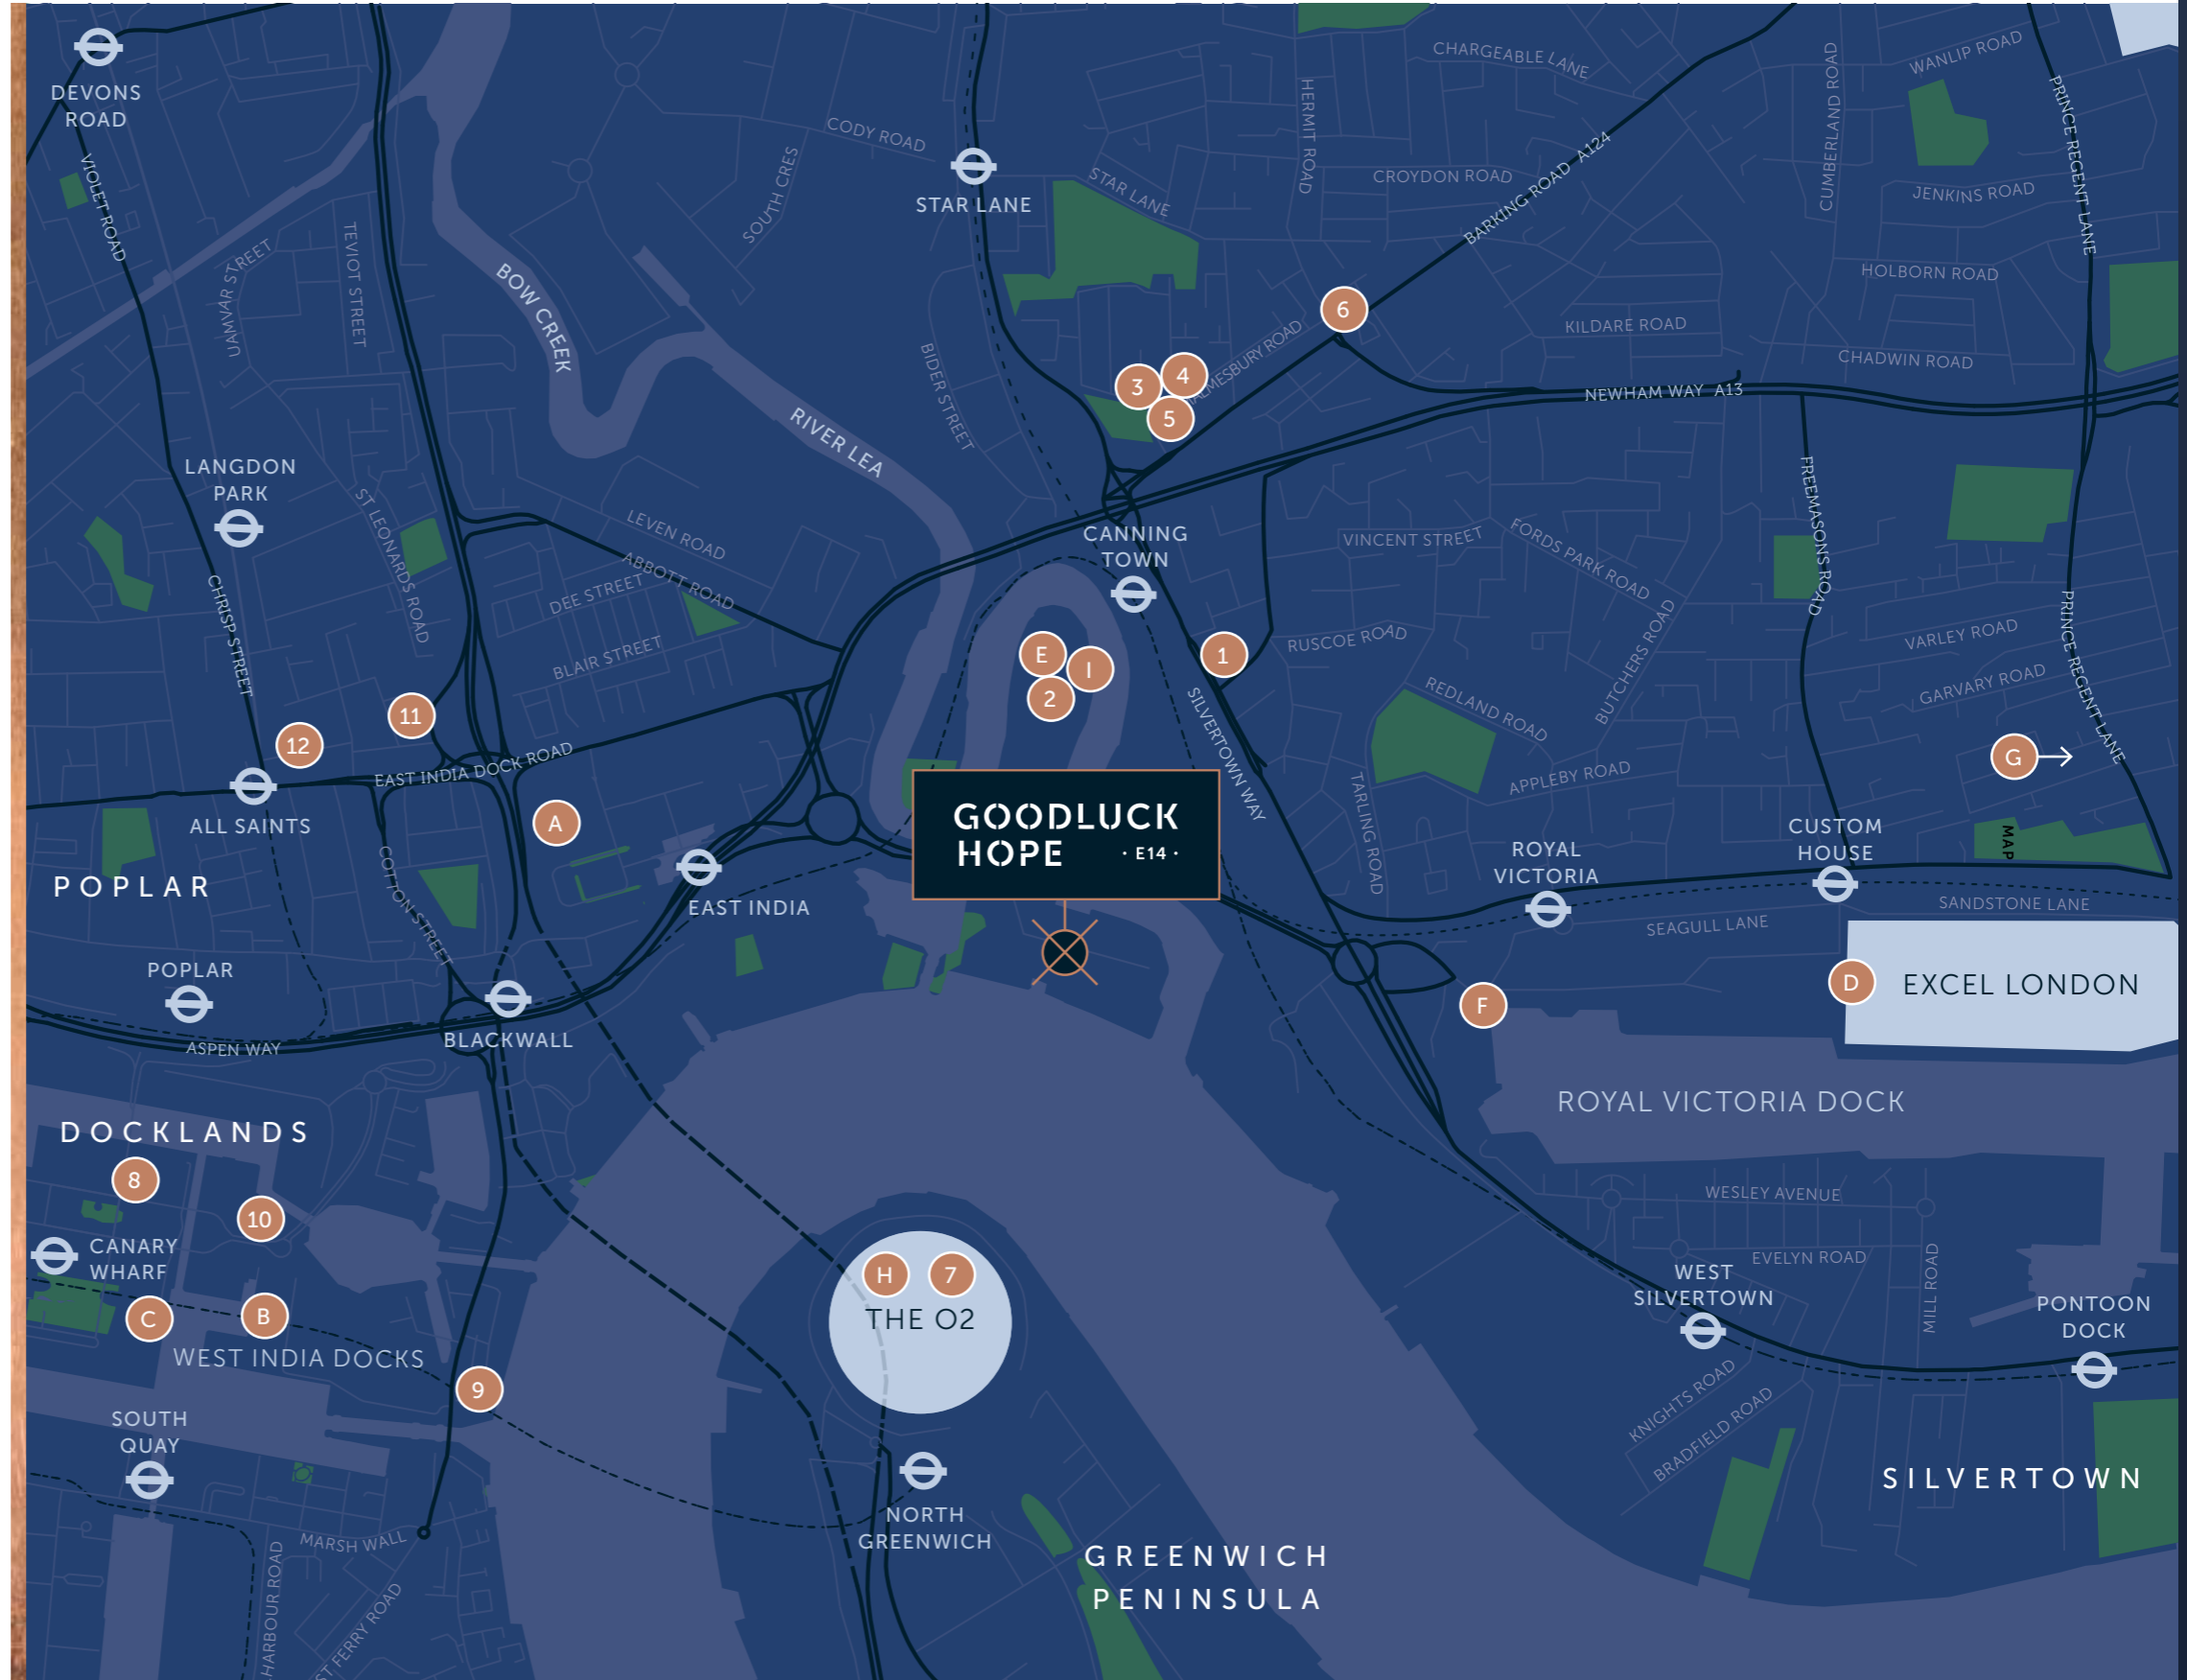 DEVONS
ROAD
VIOLET ROAD
UAMVAR STREET
TEVIOT STREET
BOW CREEK
CODY ROAD
SOUTH CRES
STAR LANE
STAR LANE
CHARGEABLE LANE
HERMIT ROAD
CROYDON ROAD
BARKING ROAD A124
CUMBERLAND ROAD
WANLIP ROAD
JENKINS ROAD
PRINCE REGENT LANE
HOLBORN ROAD
KILDARE ROAD
CHADWIN ROAD
NEWHAM WAY A13
6
3
4
5
BIDER STREET
RIVER LEA
LANGDON
PARK
ST LEONARDS ROAD
LEVEN ROAD
ABBOTT ROAD
DEE STREET
BLAIR STREET
CHRISP STREET
CANNING
TOWN
VINCENT STREET
FORDS PARK ROAD
FREEMASONS ROAD
BUTCHERS ROAD
RUSCOE ROAD
REDLAND ROAD
APPLEBY ROAD
TARLING ROAD
VARLEY ROAD
GARVARY ROAD
PRINCE REGENT LANE
E
I
2
1
SILVERTOWN WAY
11
12
EAST INDIA DOCK ROAD
ALL SAINTS
A
G
MAP
GOODLUCK
HOPE · E14 ·
COTTON STREET
POPLAR
EAST INDIA
ROYAL
VICTORIA
CUSTOM
HOUSE
SEAGULL LANE
SANDSTONE LANE
D
EXCEL LONDON
F
POPLAR
BLACKWALL
ASPEN WAY
ROYAL VICTORIA DOCK
DOCKLANDS
8
10
CANARY
WHARF
C
B
WEST INDIA DOCKS
9
H
7
THE O2
WESLEY AVENUE
EVELYN ROAD
MILL ROAD
WEST
SILVERTOWN
PONTOON
DOCK
KNIGHTS ROAD
BRADFIELD ROAD
SILVERTOWN
SOUTH
QUAY
MARSH WALL
HARBOUR ROAD
FERRY ROAD
NORTH
GREENWICH
GREENWICH
PENINSULA